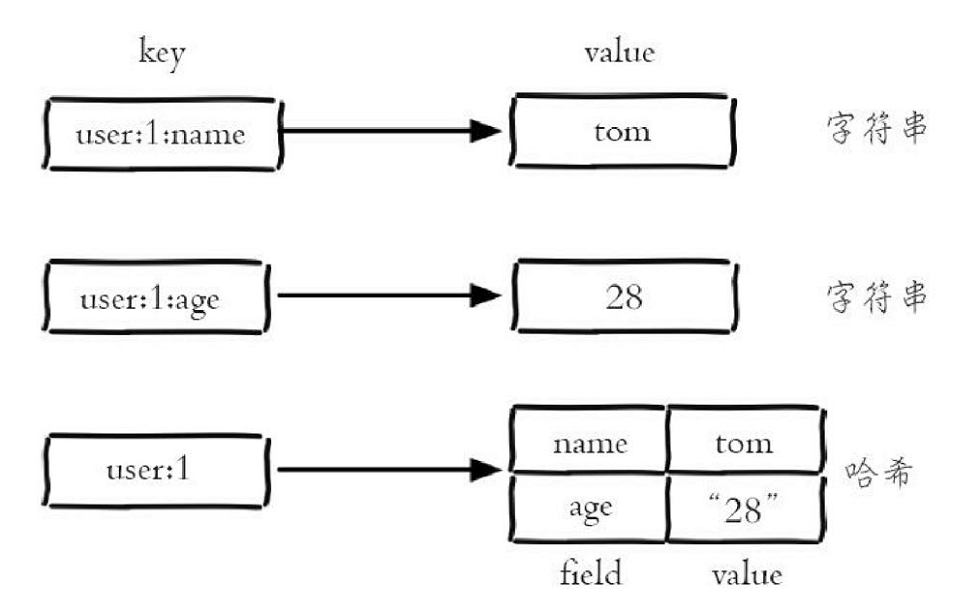 key value
user:1:name tom 字符串
user:1:age 28 字符串
name tom
user:1 哈希
age “28”
field value